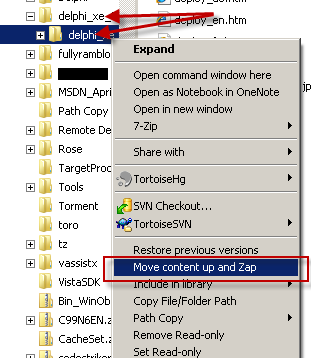 delphi_xe
delphi_xe
fullyramblo
MSDN_Apri
Path Copy
Remote De
Rose
TargetProc
Tools
Torment
toro
tz
vassistx
VistaSDK
Bin_WinOb
C99N6EN.z
CacheSet.z
deploy_en.htm
jp
Expand
Open command window here
Open as Notebook in OneNote
Open in new window
7-Zip
Share with
TortoiseHg
SVN Checkout...
TortoiseSVN
Restore previous versions
Move content up and Zap
Include in library
Copy File/Folder Path
Path Copy
Remove Read-only
Set Read-only